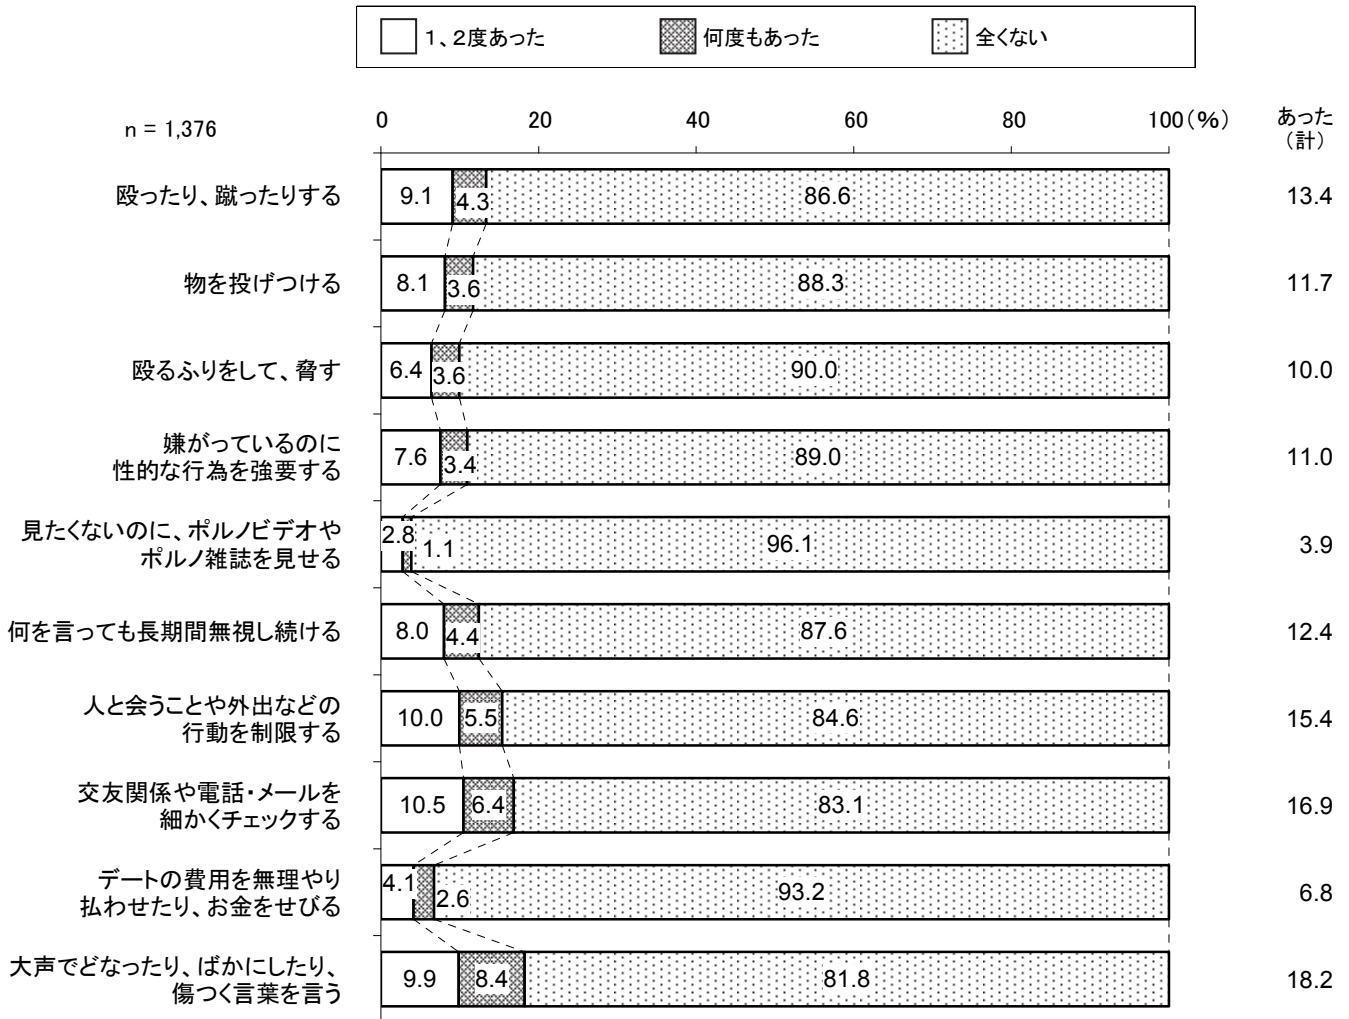 1、2度あった 何度もあった 全くない
n = 1,376
0 20 40 60 80 100(%) あった
（計）
殴ったり、蹴ったりする 9.1 4.3 86.6 13.4
物を投げつける 8.1 3.6 88.3 11.7
殴るふりをして、脅す 6.4 3.6 90.0 10.0
嫌がっているのに
性的な行為を強要する 7.6 3.4 89.0 11.0
見たくないのに、ポルノビデオや
ポルノ雑誌を見せる 2.8 1.1 96.1 3.9
何を言っても長期間無視し続ける 8.0 4.4 87.6 12.4
人と会うことや外出などの
行動を制限する 10.0 5.5 84.6 15.4
交友関係や電話・メールを
細かくチェックする 10.5 6.4 83.1 16.9
デートの費用を無理やり
払わせたり、お金をせびる 4.1 2.6 93.2 6.8
大声でどなったり、ばかにしたり、
傷つく言葉を言う 9.9 8.4 81.8 18.2